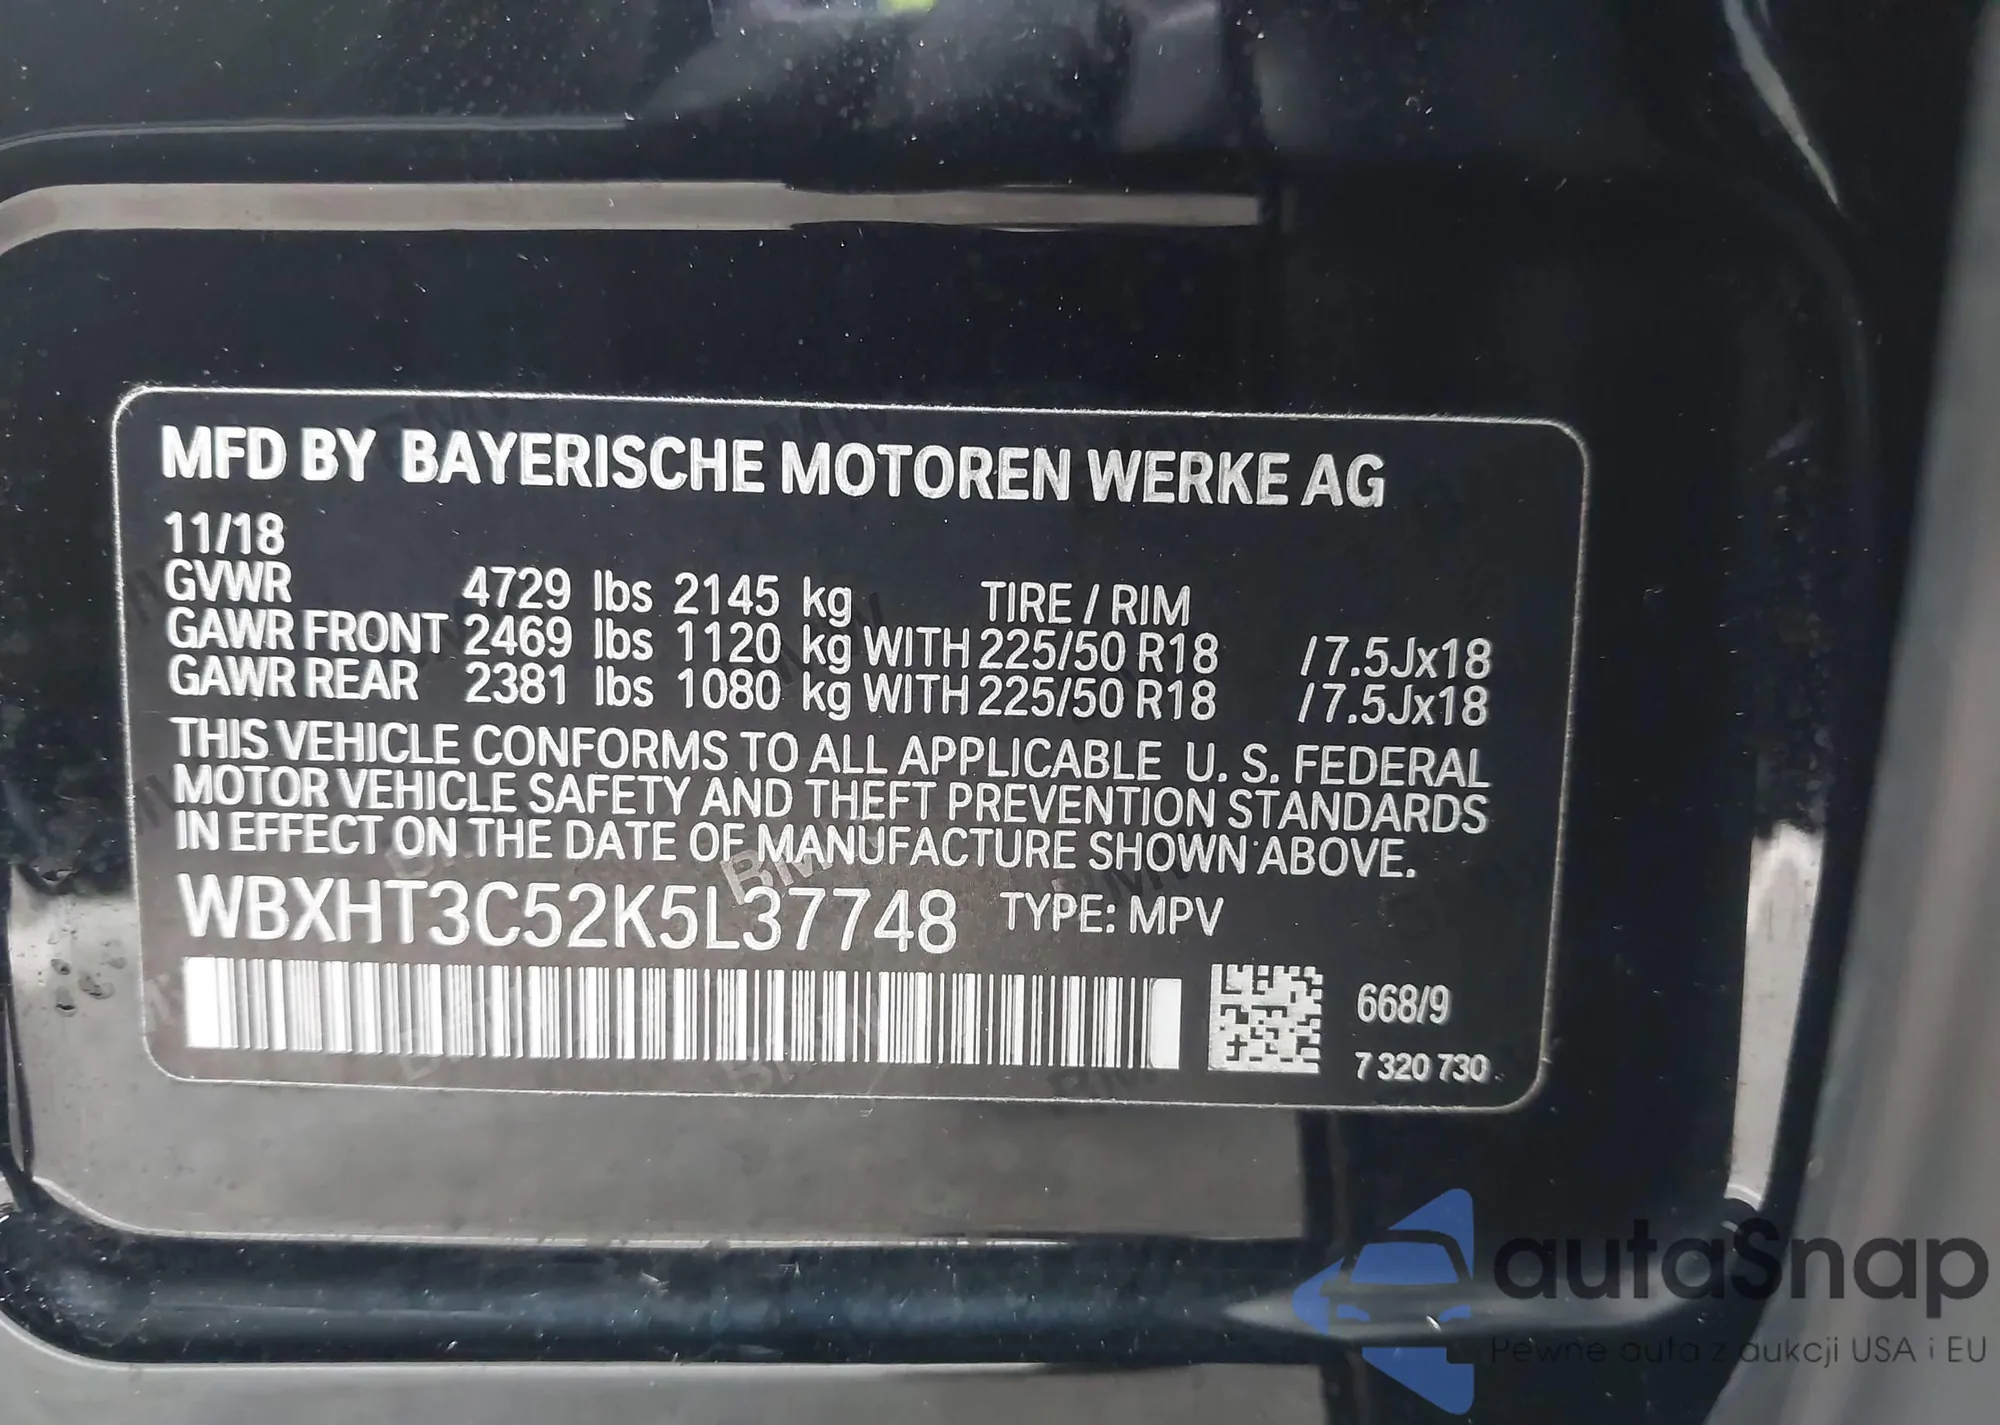 MFD BY BAYERISCHE MOTOREN WERKE AG
11/18
GVWR 4729 lbs 2145 kg TIRE / RIM
GAWR FRONT 2469 lbs 1120 kg WITH 225/50 R18 /7.5Jx18
GAWR REAR 2381 lbs 1080 kg WITH 225/50 R18 /7.5Jx18
THIS VEHICLE CONFORMS TO ALL APPLICABLE U. S. FEDERAL
MOTOR VEHICLE SAFETY AND THEFT PREVENTION STANDARDS
IN EFFECT ON THE DATE OF MANUFACTURE SHOWN ABOVE.
WBXHT3C52K5L37748 TYPE: MPV
668/9
7 320 730
autaSnap
Pewne auta z aukcji USA i EU